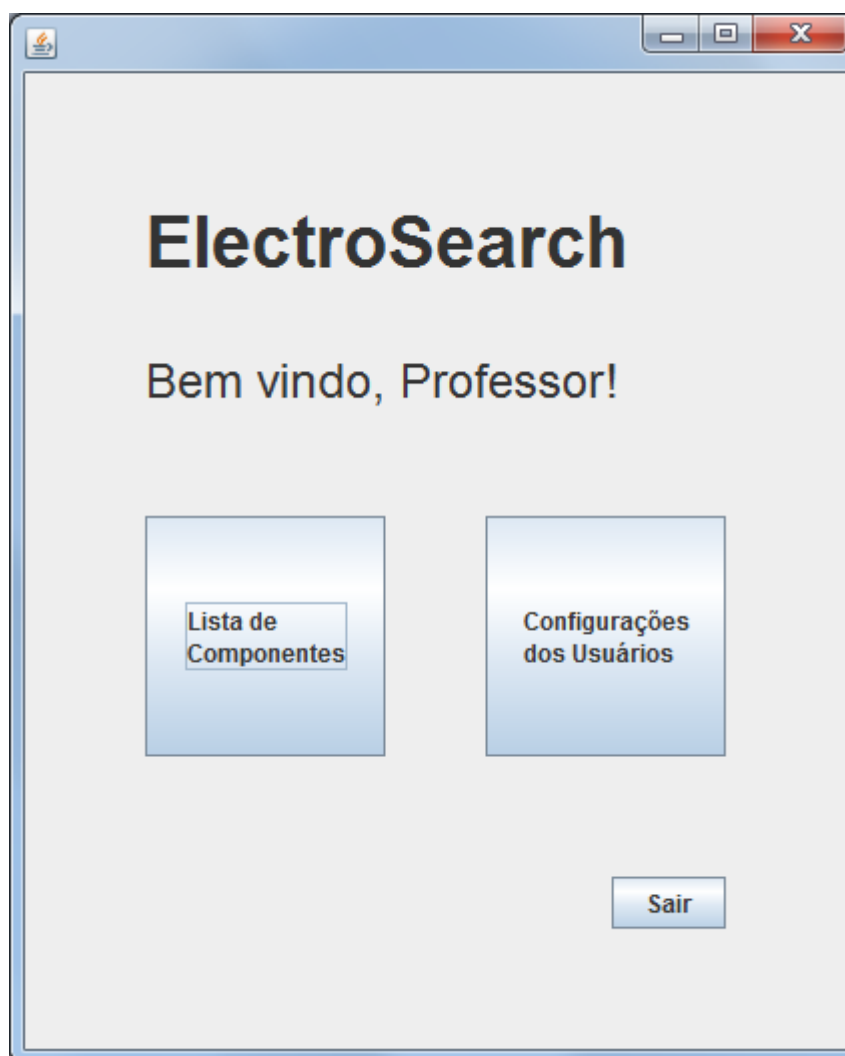 ElectroSearch
Bem vindo, Professor!
Lista de
Componentes
Configurações
dos Usuários
Sair